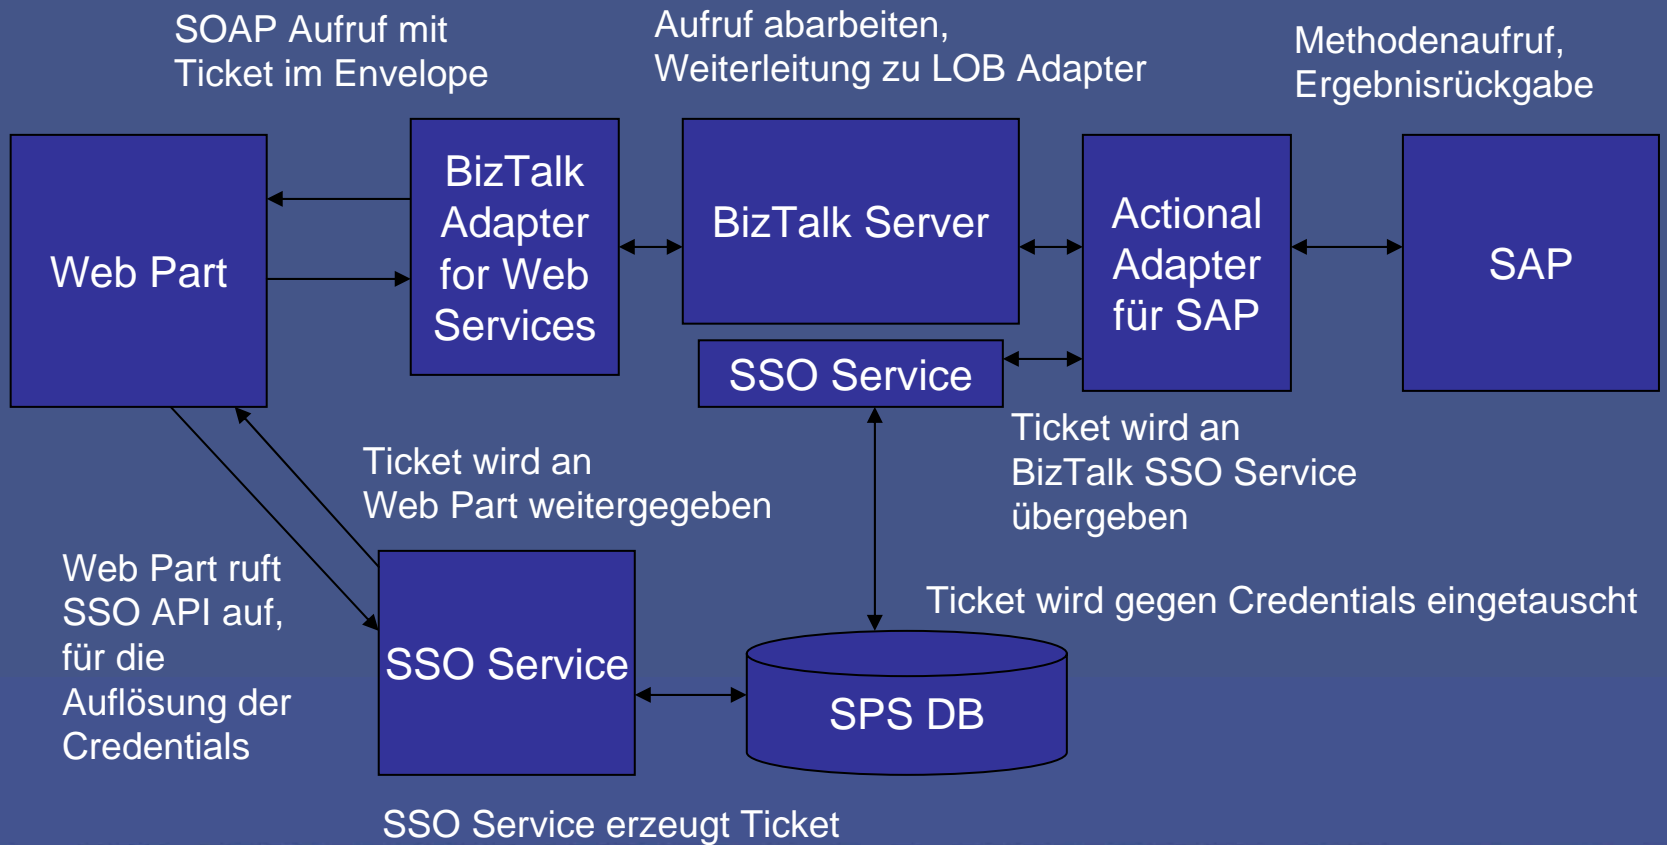 SOAP Aufruf mit
Ticket im Envelope
Aufruf abarbeiten,
Weiterleitung zu LOB Adapter
Methodenaufruf,
Ergebnisrückgabe
Web Part
BizTalk
Adapter
for Web
Services
BizTalk Server
SSO Service
Actional
Adapter
für SAP
SAP
Ticket wird an
Web Part weitergegeben
Ticket wird an
BizTalk SSO Service
übergeben
Web Part ruft
SSO API auf,
für die
Auflösung der
Credentials
SSO Service
Ticket wird gegen Credentials eingetauscht
SPS DB
SSO Service erzeugt Ticket